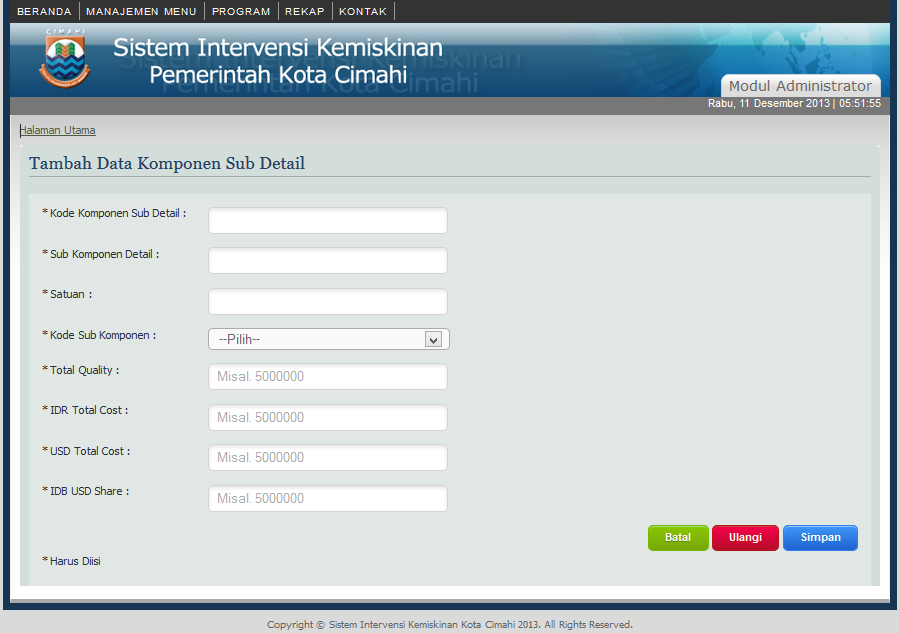 BERANDA MANAJEMEN MENU PROGRAM REKAP KONTAK
CIMAHI
Sistem Intervensi Kemiskinan
Pemerintah Kota Cimahi
Modul Administrator
Rabu, 11 Desember 2013 | 05:51:55
Halaman Utama
Tambah Data Komponen Sub Detail
* Kode Komponen Sub Detail :
* Sub Komponen Detail :
* Satuan :
* Kode Sub Komponen : --Pilih--
* Total Quality : Misal. 5000000
* IDR Total Cost : Misal. 5000000
* USD Total Cost : Misal. 5000000
* IDB USD Share : Misal. 5000000
Batal Ulangi Simpan
* Harus Diisi
Copyright © Sistem Intervensi Kemiskinan Kota Cimahi 2013. All Rights Reserved.